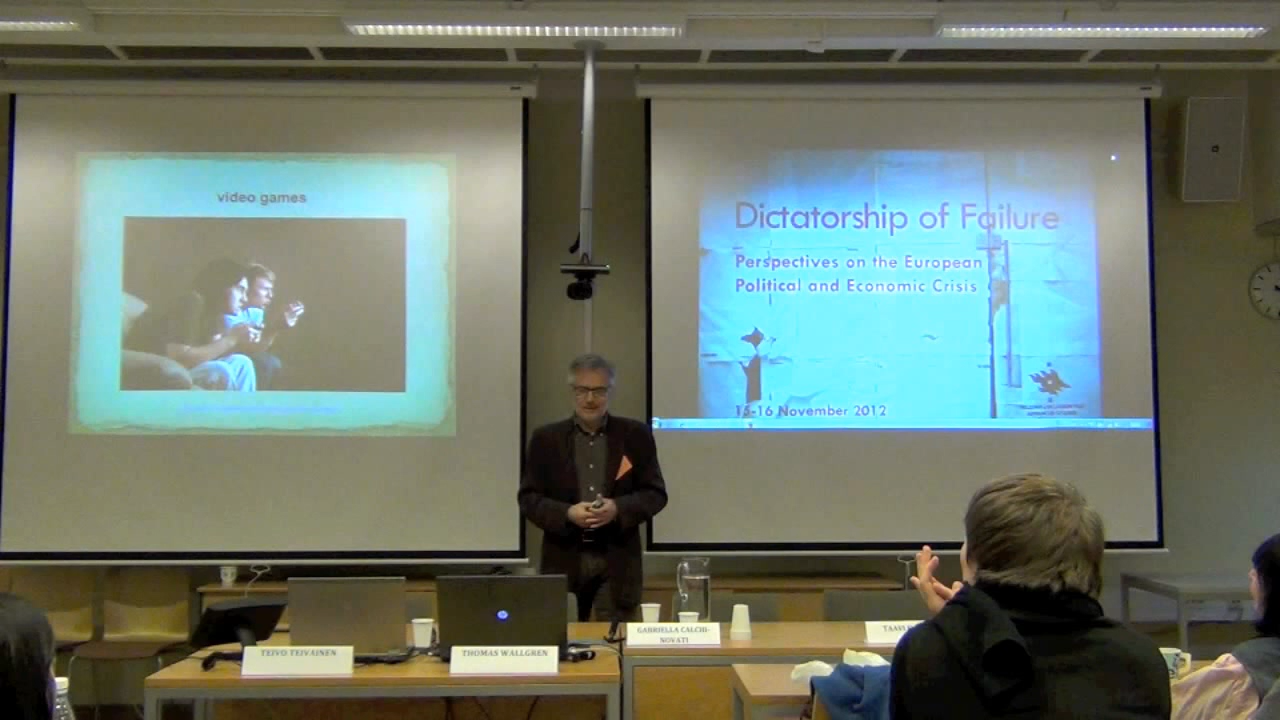 video games
Dictatorship of Failure
Perspectives on the European
Political and Economic Crisis
15-16 November 2012
TEIVO TEIVAINEN
THOMAS WALLGREN
GABRIELLA CALCHI-
NOVATI
TAAVI